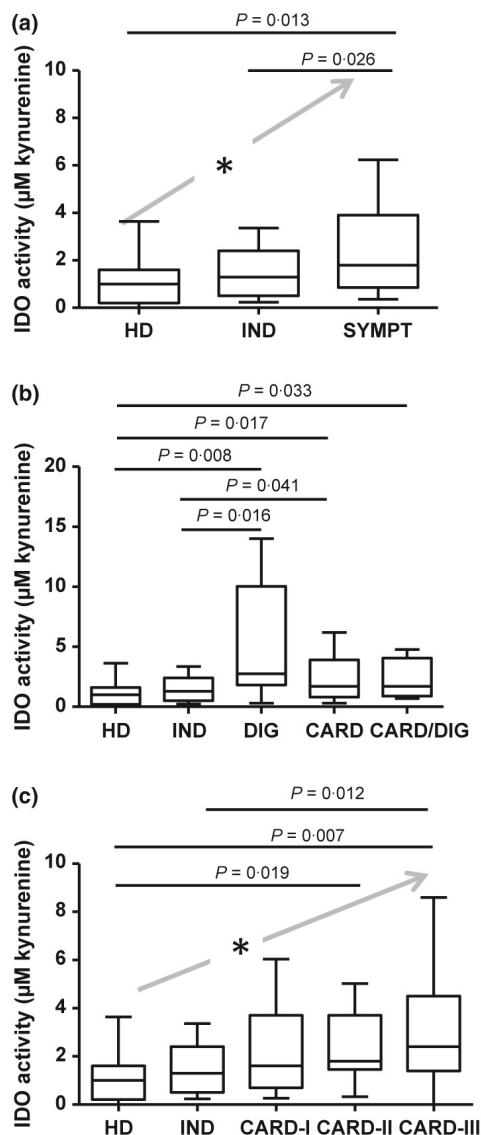 (a)
P = 0·013
P = 0·026
IDO activity (µM kynurenine)
10
8
6
4
2
0
*
HD IND SYMPT
(b)
P = 0·033
P = 0·017
P = 0·008
P = 0·041
P = 0·016
IDO activity (µM kynurenine)
20
15
10
5
0
HD IND DIG CARD CARD/DIG
(c)
P = 0·012
P = 0·007
P = 0·019
IDO activity (µM kynurenine)
10
8
6
4
2
0
*
HD IND CARD-I CARD-II CARD-III